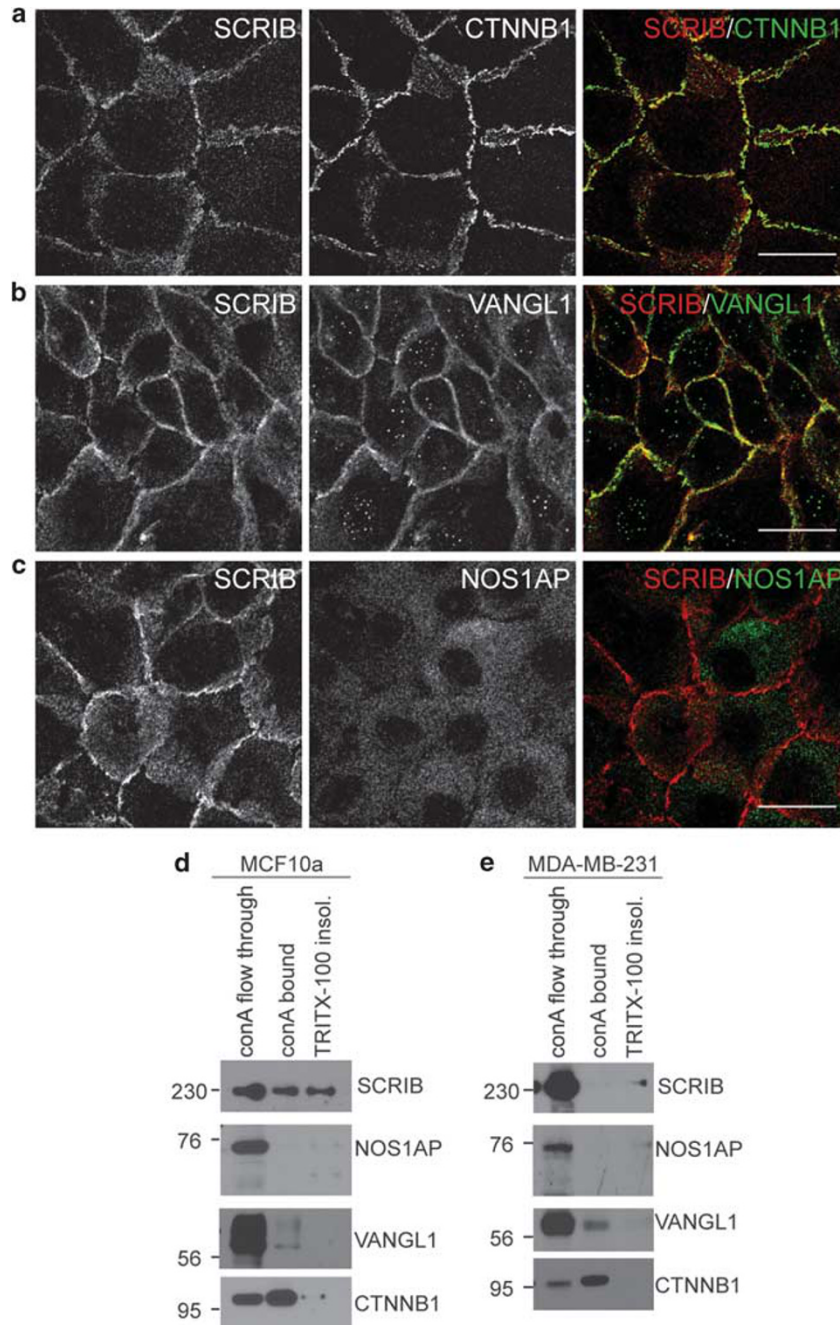 a
SCRIB
CTNNB1
SCRIB/CTNNB1
b
SCRIB
VANGL1
SCRIB/VANGL1
c
SCRIB
NOS1AP
SCRIB/NOS1AP
d
MCF10a
conA flow through
conA bound
TRITX-100 insol.
230
SCRIB
76
NOS1AP
VANGL1
56
CTNNB1
95
e
MDA-MB-231
conA flow through
conA bound
TRITX-100 insol.
230
SCRIB
76
NOS1AP
VANGL1
56
CTNNB1
95